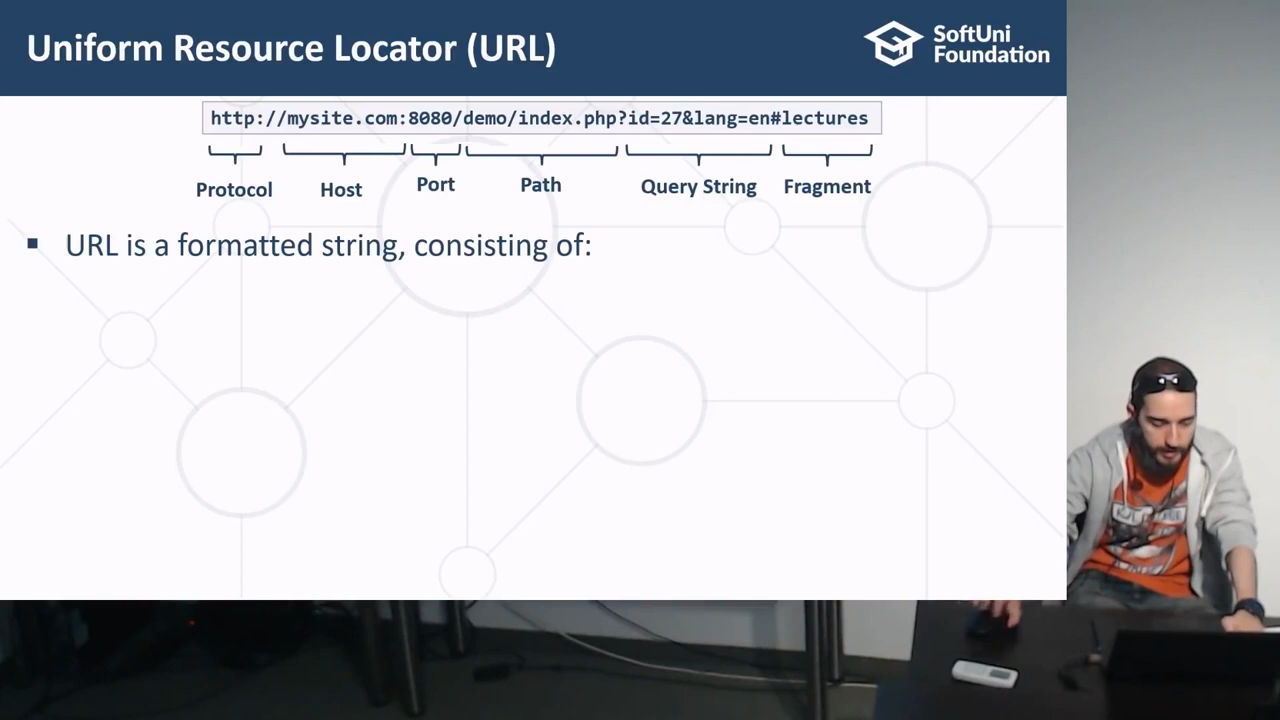 Uniform Resource Locator (URL)
SoftUni
Foundation
http://mysite.com:8080/demo/index.php?id=27&lang=en#lectures
Protocol
Host
Port
Path
Query String
Fragment
▪ URL is a formatted string, consisting of: